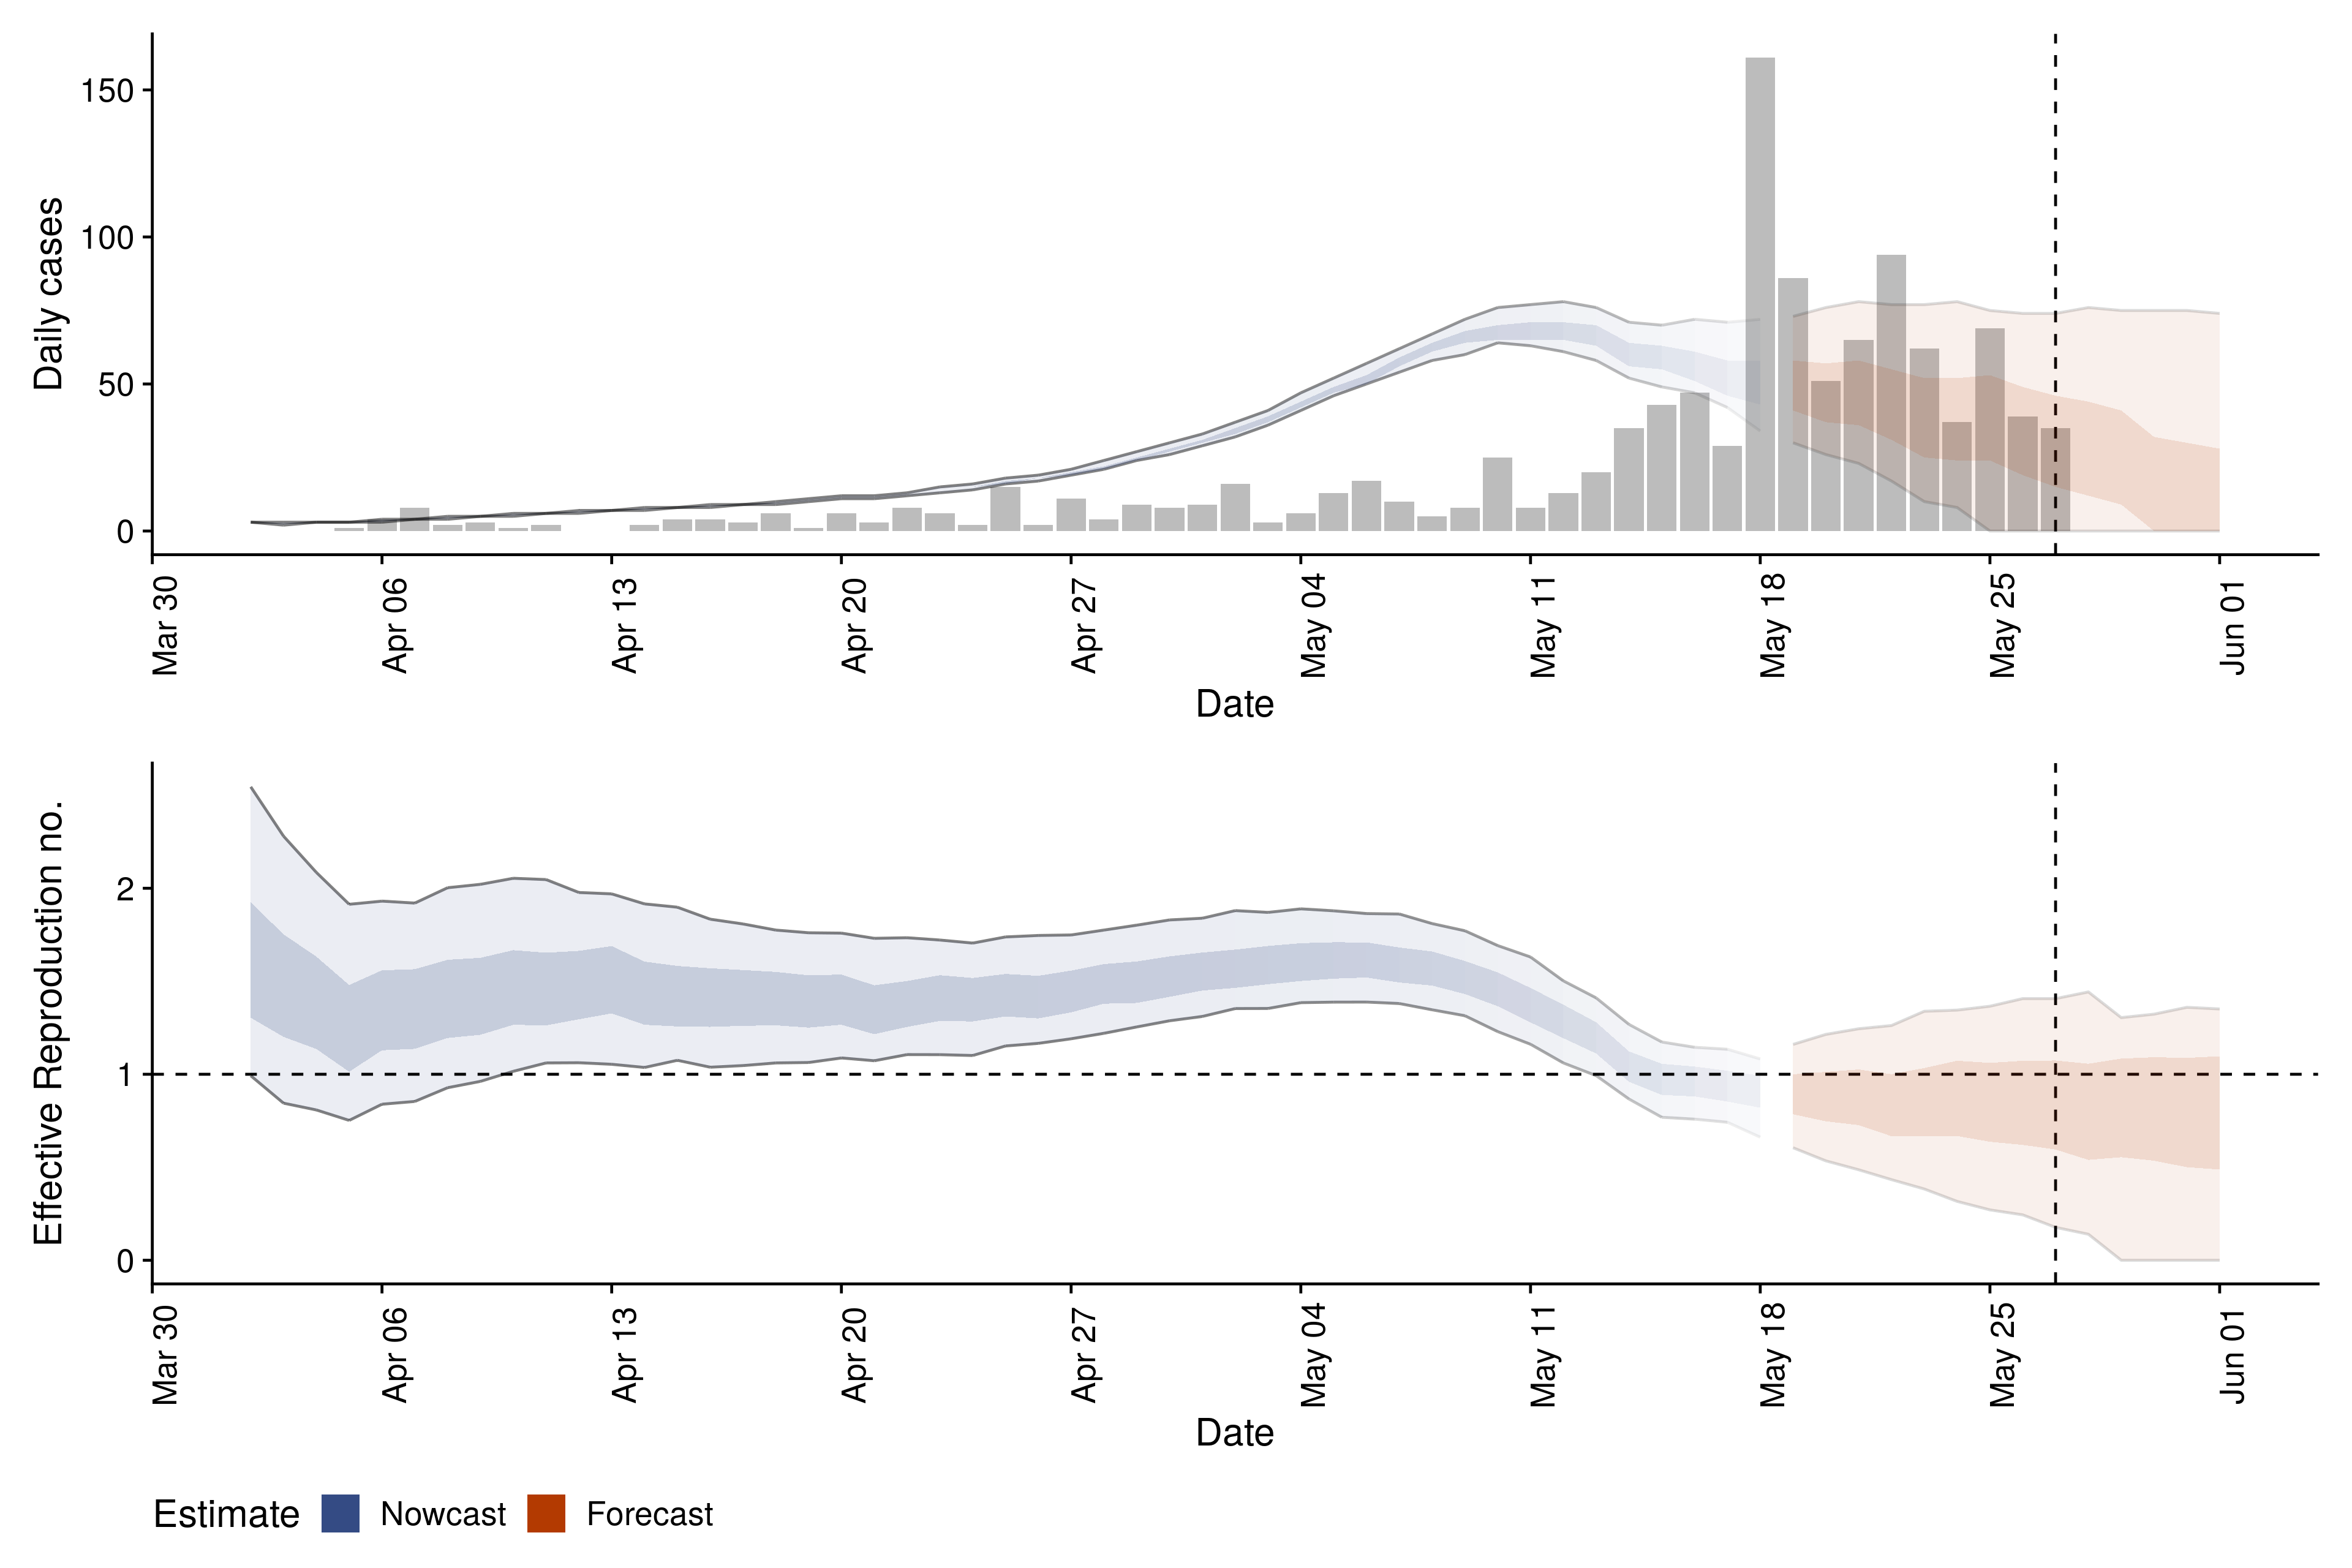 Daily cases
150
100
50
0
Mar 30
Apr 06
Apr 13
Apr 20
Apr 27
May 04
May 11
May 18
May 25
Jun 01
Date
Effective Reproduction no.
2
1
0
Mar 30
Apr 06
Apr 13
Apr 20
Apr 27
May 04
May 11
May 18
May 25
Jun 01
Date
Estimate Nowcast Forecast